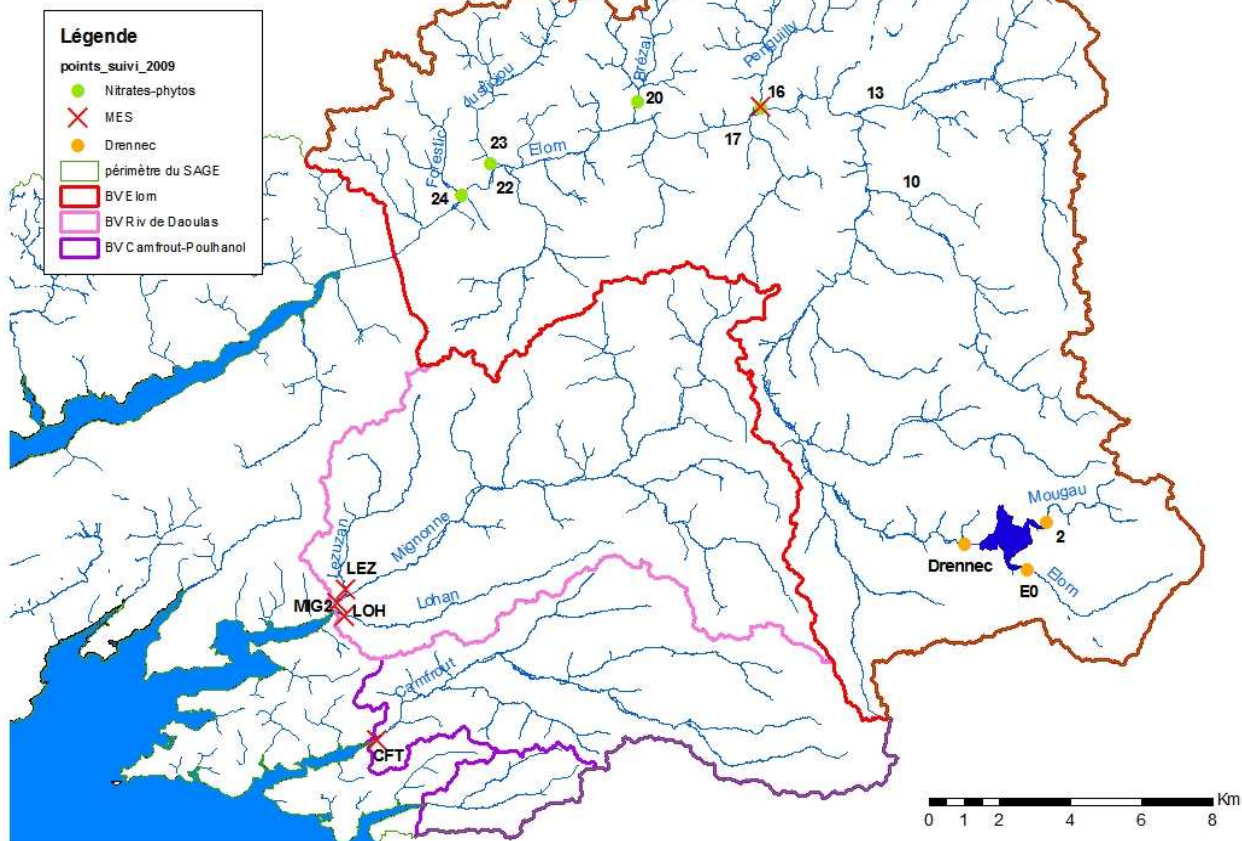 Légende
points_suivi_2009
Nitrates-phytos
MES
Drennec
périmètre du SAGE
BV Elorn
BV Riv de Daoulas
BV Camfrout-Poulhanol
Justiçou
Brézal
Penguilly
20
16
13
17
23
Elorn
Forestic
22
24
10
Mougau
2
Drennec
E0
Elorn
Lezuzan
Mignonne
LEZ
MIG2
LOH
Lohan
Camfrout
CFT
Km
0 1 2 4 6 8